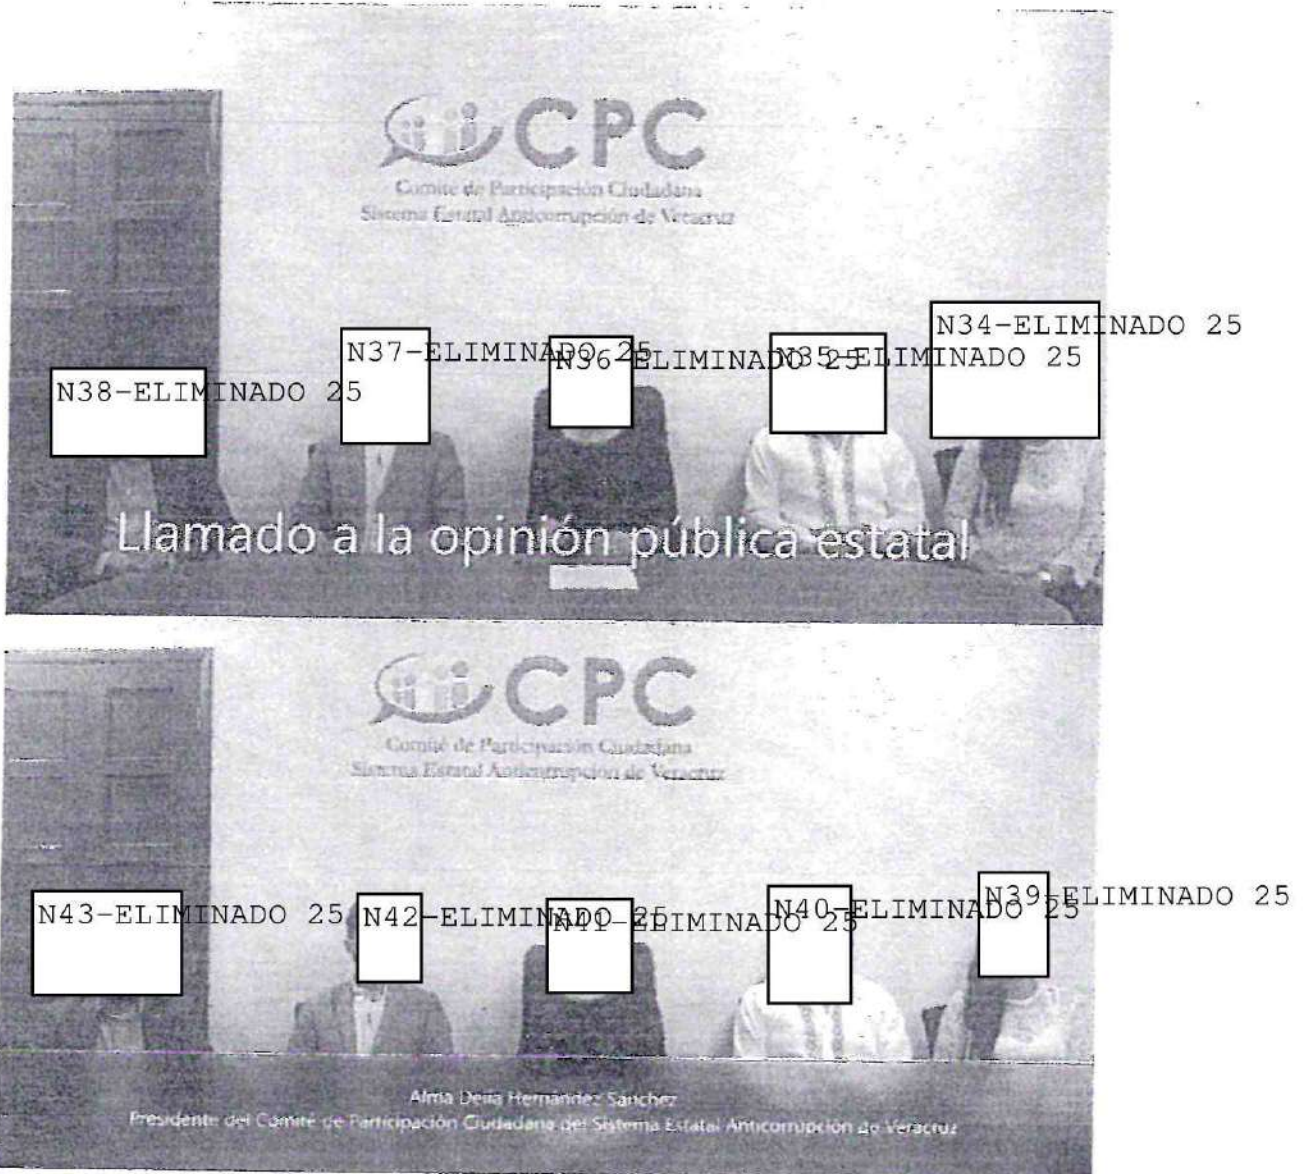 CPC
Comité de Participación Ciudadana
Sistema Estatal Anticorrupción de Veracruz
N34-ELIMINADO 25
N37-ELIMINADO 25
N36-ELIMINADO 25
N35-ELIMINADO 25
N38-ELIMINADO 25
Llamado a la opinión pública estatal
CPC
Comité de Participación Ciudadana
Sistema Estatal Anticorrupción de Veracruz
N39-ELIMINADO 25
N43-ELIMINADO 25
N42-ELIMINADO 25
N41-ELIMINADO 25
N40-ELIMINADO 25
Alma Delia Hernández Sánchez
Presidente del Comité de Participación Ciudadana del Sistema Estatal Anticorrupción de Veracruz